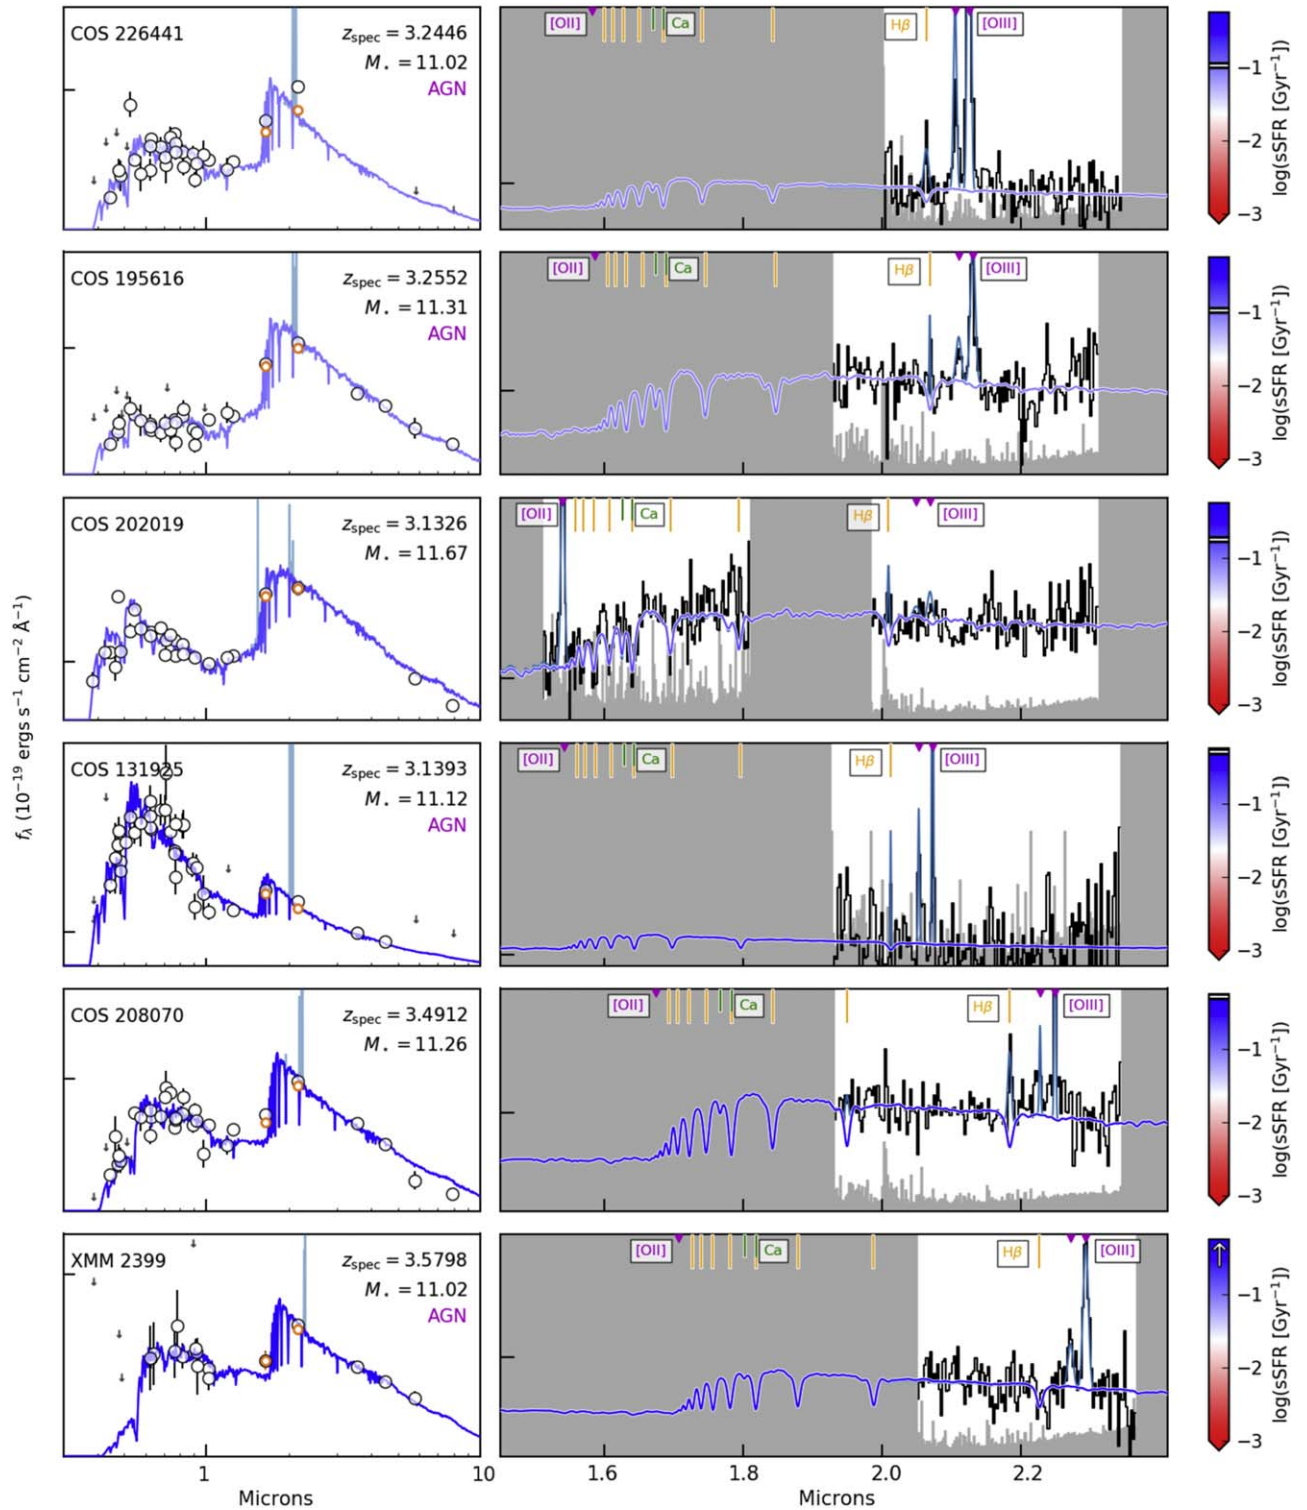 COS 226441
z_spec = 3.2446
M⋆ = 11.02
AGN
[OII]
Ca
Hβ
[OIII]
−1
−2
−3
log(sSFR [Gyr⁻¹])
COS 195616
z_spec = 3.2552
M⋆ = 11.31
AGN
[OII]
Ca
Hβ
[OIII]
−1
−2
−3
log(sSFR [Gyr⁻¹])
COS 202019
z_spec = 3.1326
M⋆ = 11.67
[OII]
Ca
Hβ
[OIII]
−1
−2
−3
log(sSFR [Gyr⁻¹])
f_λ (10⁻¹⁹ ergs s⁻¹ cm⁻² Å⁻¹)
COS 131925
z_spec = 3.1393
M⋆ = 11.12
AGN
[OII]
Ca
Hβ
[OIII]
−1
−2
−3
log(sSFR [Gyr⁻¹])
COS 208070
z_spec = 3.4912
M⋆ = 11.26
[OII]
Ca
Hβ
[OIII]
−1
−2
−3
log(sSFR [Gyr⁻¹])
XMM 2399
z_spec = 3.5798
M⋆ = 11.02
AGN
[OII]
Ca
Hβ
[OIII]
−1
−2
−3
log(sSFR [Gyr⁻¹])
1 10
Microns
1.6 1.8 2.0 2.2
Microns